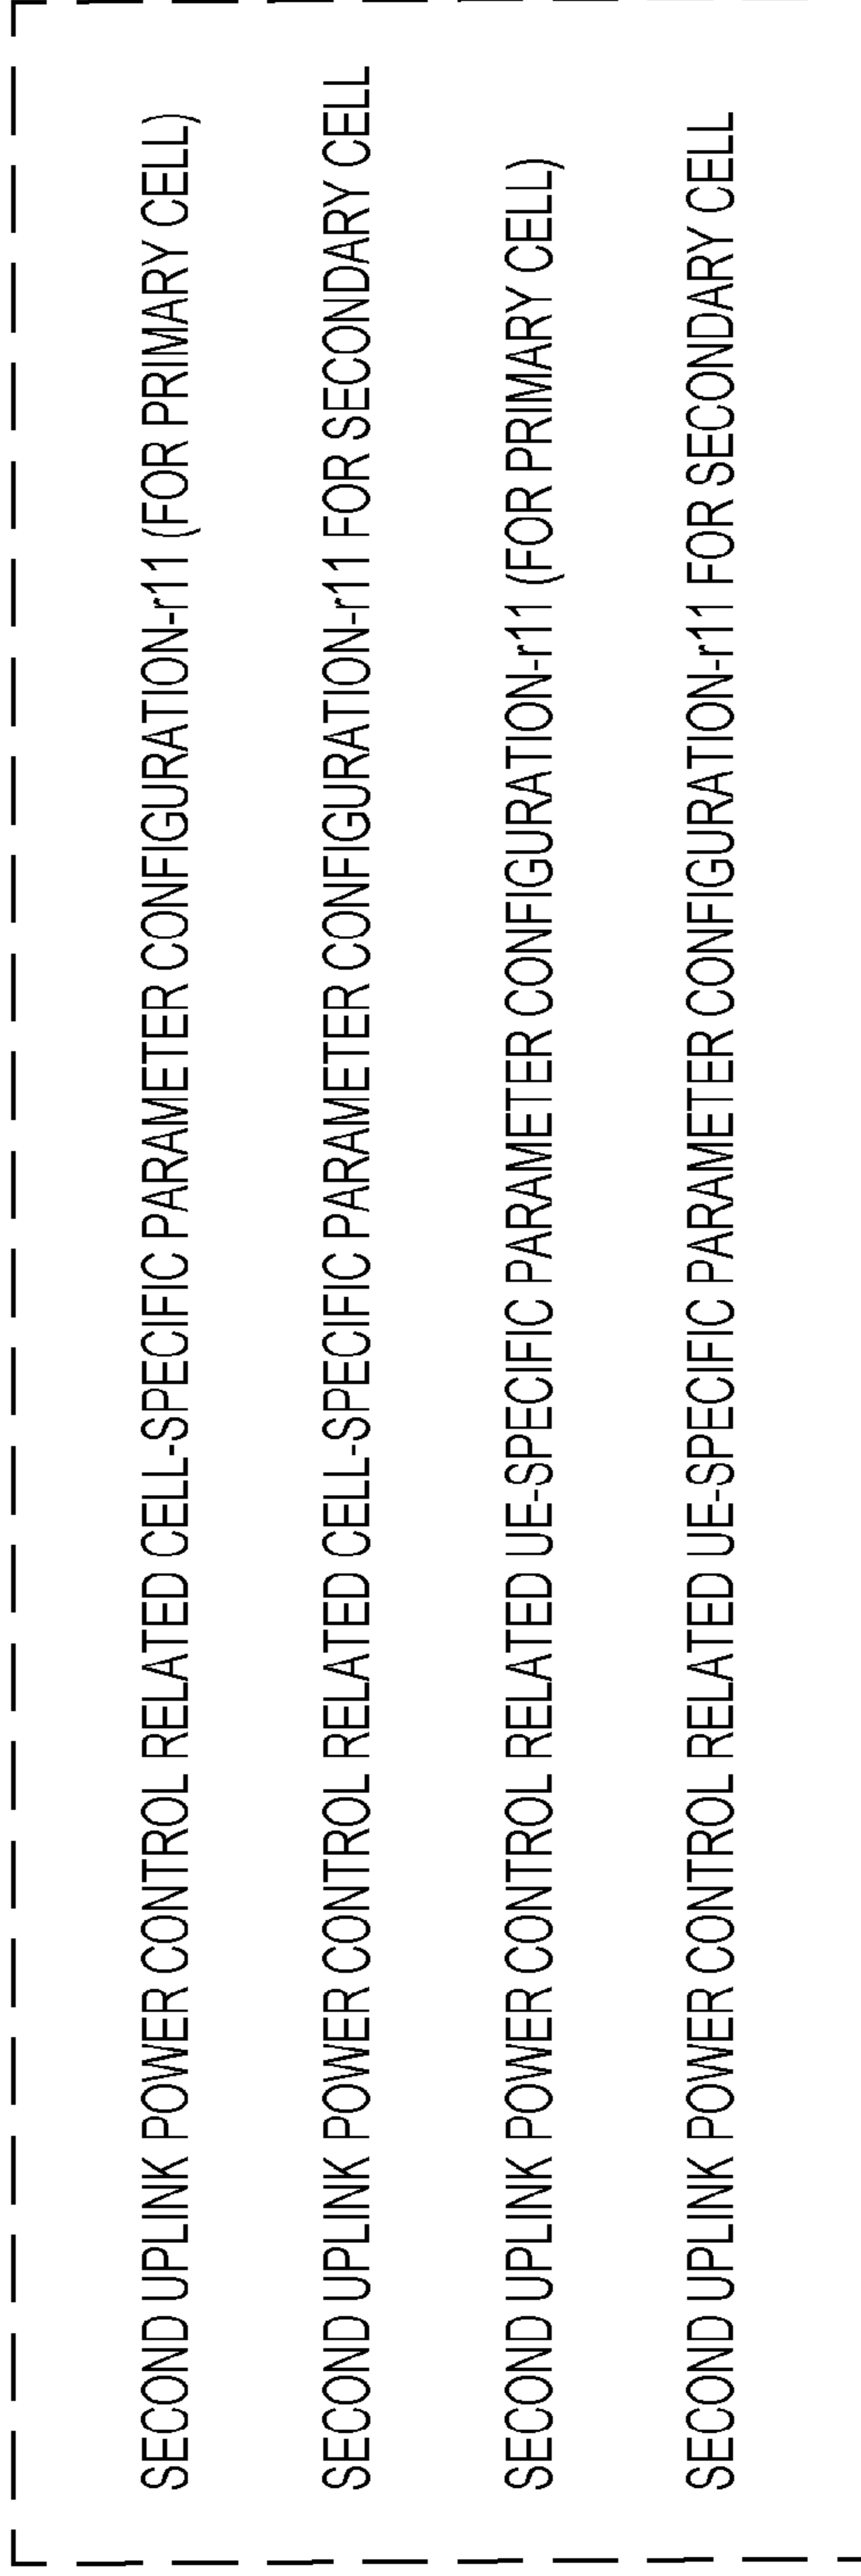 SECOND UPLINK POWER CONTROL RELATED CELL-SPECIFIC PARAMETER CONFIGURATION-r11 (FOR PRIMARY CELL)
SECOND UPLINK POWER CONTROL RELATED CELL-SPECIFIC PARAMETER CONFIGURATION-r11 FOR SECONDARY CELL
SECOND UPLINK POWER CONTROL RELATED UE-SPECIFIC PARAMETER CONFIGURATION-r11 (FOR PRIMARY CELL)
SECOND UPLINK POWER CONTROL RELATED UE-SPECIFIC PARAMETER CONFIGURATION-r11 FOR SECONDARY CELL